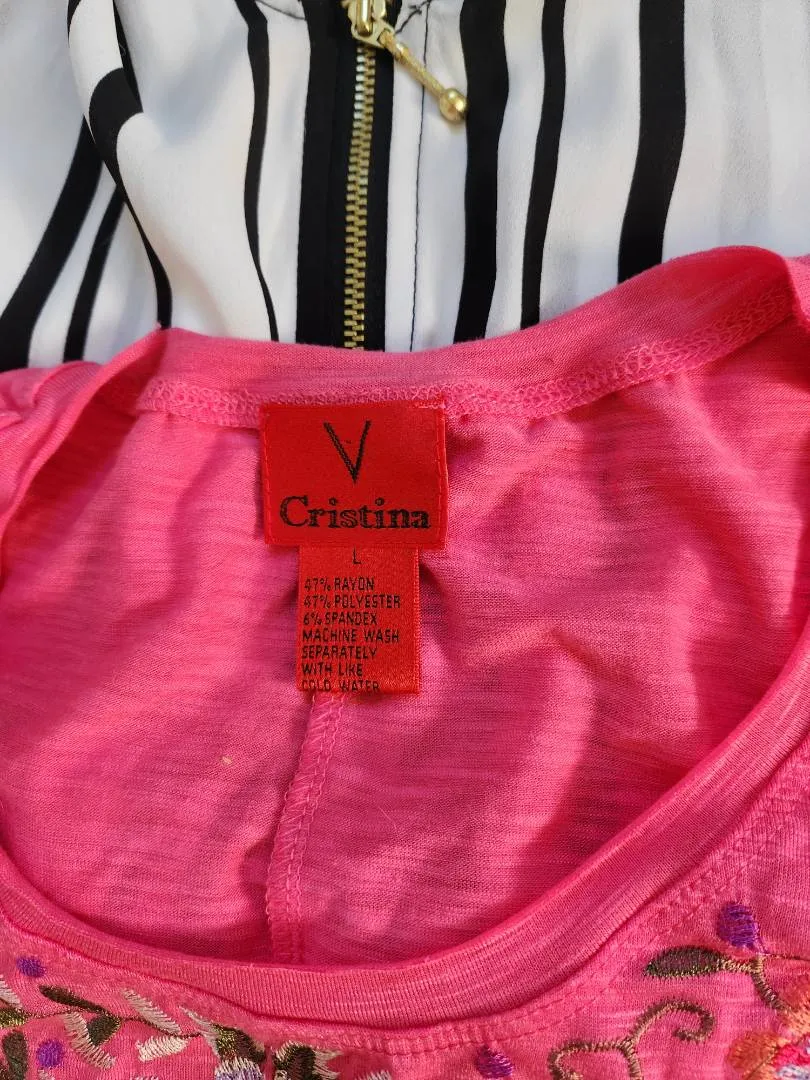 V
Cristina
L
47% RAYON
47% POLYESTER
6% SPANDEX
MACHINE WASH
SEPARATELY
WITH LIKE
COLD WATER